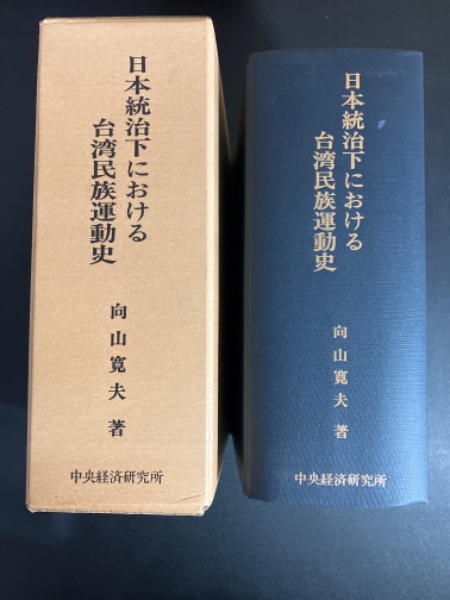 日本統治下における
台湾民族運動史
向山寛夫 著
中央経済研究所
日本統治下における
台湾民族運動史
向山寛夫 著
中央経済研究所